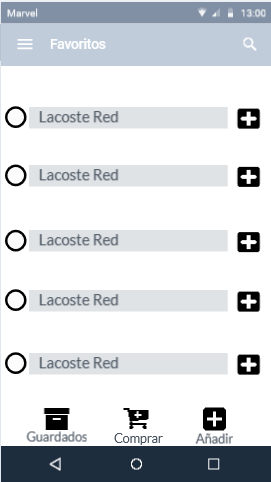 Marvel 13:00
Favoritos
Lacoste Red
Lacoste Red
Lacoste Red
Lacoste Red
Lacoste Red
Guardados Comprar Añadir